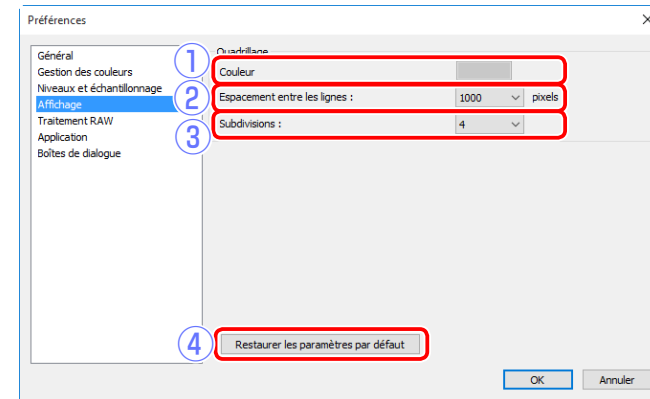 Préférences
Général
Gestion des couleurs
Niveaux et échantillonnage
Affichage
Traitement RAW
Application
Boîtes de dialogue
Quadrillage
① Couleur
② Espacement entre les lignes : 1000 pixels
③ Subdivisions : 4
④ Restaurer les paramètres par défaut
OK Annuler